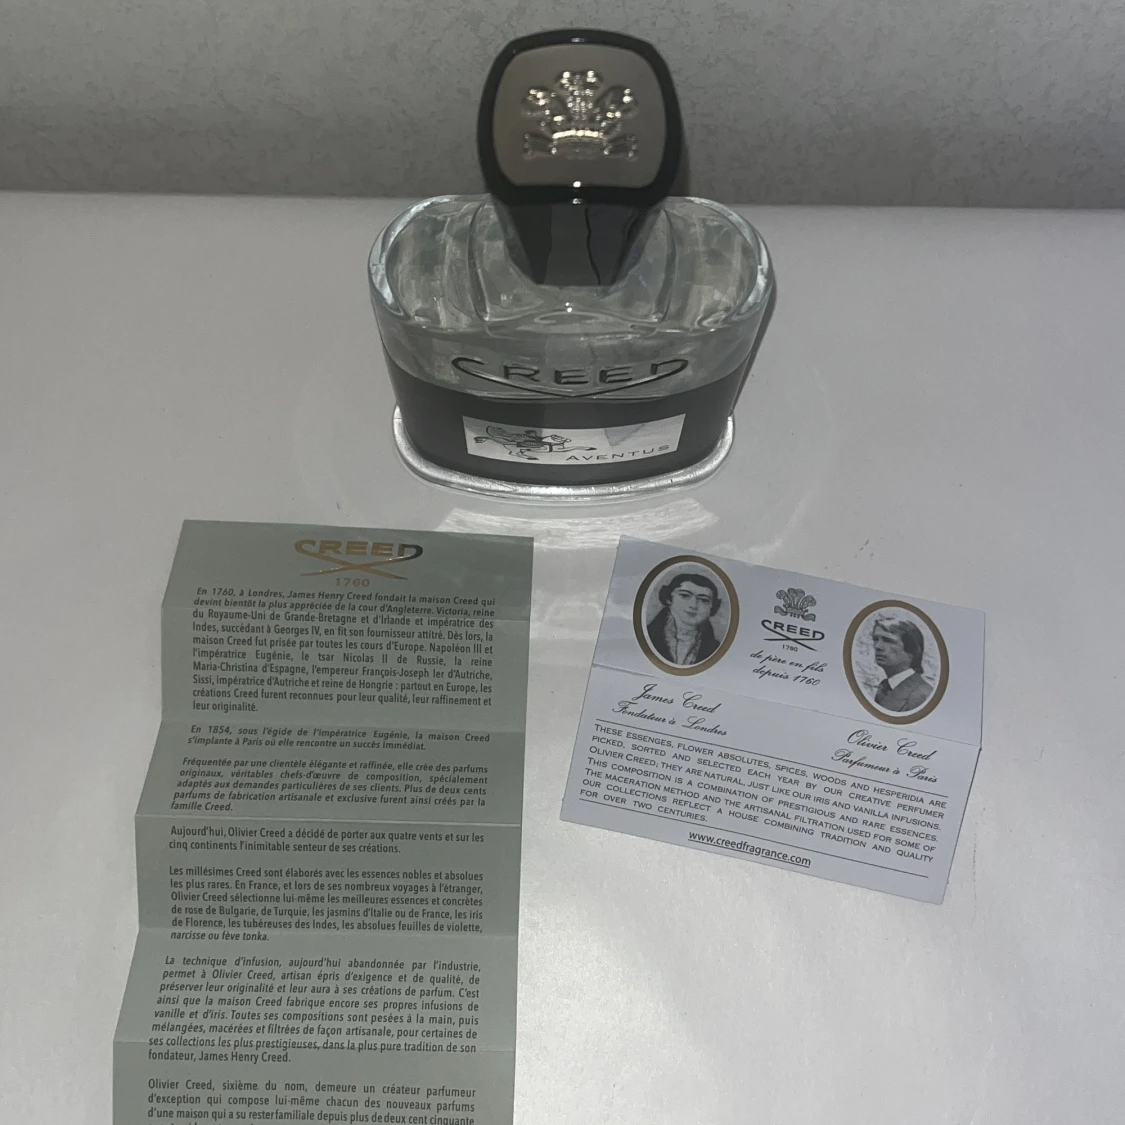 CREED
AVENTUS
CREED
1760
En 1760, à Londres, James Henry Creed fondait la maison Creed qui
devint bientôt la plus appréciée de la cour d'Angleterre. Victoria, reine
du Royaume-Uni de Grande-Bretagne et d'Irlande et impératrice des
Indes, succédant à Georges IV, en fit son fournisseur attitré. Dès lors, la
maison Creed fut prisée par toutes les cours d'Europe. Napoléon III et
l'impératrice Eugénie, le tsar Nicolas II de Russie, la reine
Maria-Christina d'Espagne, l'empereur François-Joseph Ier d'Autriche,
Sissi, impératrice d'Autriche et reine de Hongrie : partout en Europe, les
créations Creed furent reconnues pour leur qualité, leur raffinement et
leur originalité.
En 1854, sous l'égide de l'impératrice Eugénie, la maison Creed
s'implante à Paris où elle rencontre un succès immédiat.
Fréquentée par une clientèle élégante et raffinée, elle crée des parfums
originaux, véritables chefs-d'œuvre de composition, spécialement
adaptés aux demandes particulières de ses clients. Plus de deux cents
parfums de fabrication artisanale et exclusive furent ainsi créés par la
famille Creed.
Aujourd'hui, Olivier Creed a décidé de porter aux quatre vents et sur les
cinq continents l'inimitable senteur de ses créations.
Les millésimes Creed sont élaborés avec les essences nobles et absolues
les plus rares. En France, et lors de ses nombreux voyages à l'étranger,
Olivier Creed sélectionne lui-même les meilleures essences et concrètes
de rose de Bulgarie, de Turquie, les jasmins d'Italie ou de France, les iris
de Florence, les tubéreuses des Indes, les absolues feuilles de violette,
narcisse ou fève tonka.
La technique d'infusion, aujourd'hui abandonnée par l'industrie,
permet à Olivier Creed, artisan épris d'exigence et de qualité, de
préserver leur originalité et leur aura à ses créations de parfum. C'est
ainsi que la maison Creed fabrique encore ses propres infusions de
vanille et d'iris. Toutes ses compositions sont pesées à la main, puis
mélangées, macérées et filtrées de façon artisanale, pour certaines de
ses collections les plus prestigieuses, dans la plus pure tradition de son
fondateur, James Henry Creed.
Olivier Creed, sixième du nom, demeure un créateur parfumeur
d'exception qui compose lui-même chacun des nouveaux parfums
d'une maison qui a su rester familiale depuis plus de deux cent cinquante
CREED
1760
de père en fils
depuis 1760
James Creed
Fondateur à Londres
Olivier Creed
Parfumeur à Paris
THESE ESSENGES, FLOWER ABSOLUTES, SPICES, WOODS AND HESPERIDIA ARE
PICKED, SORTED AND SELECTED EACH YEAR BY OUR CREATIVE PERFUMER
OLIVIER CREED; THEY ARE NATURAL, JUST LIKE OUR IRIS AND VANILLA INFUSIONS.
THIS COMPOSITION IS A COMBINATION OF PRESTIGIOUS AND RARE ESSENCES.
THE MACERATION METHOD AND THE ARTISANAL FILTRATION USED FOR SOME OF
OUR COLLECTIONS REFLECT A HOUSE COMBINING TRADITION AND QUALITY
FOR OVER TWO CENTURIES.
www.creedfragrance.com